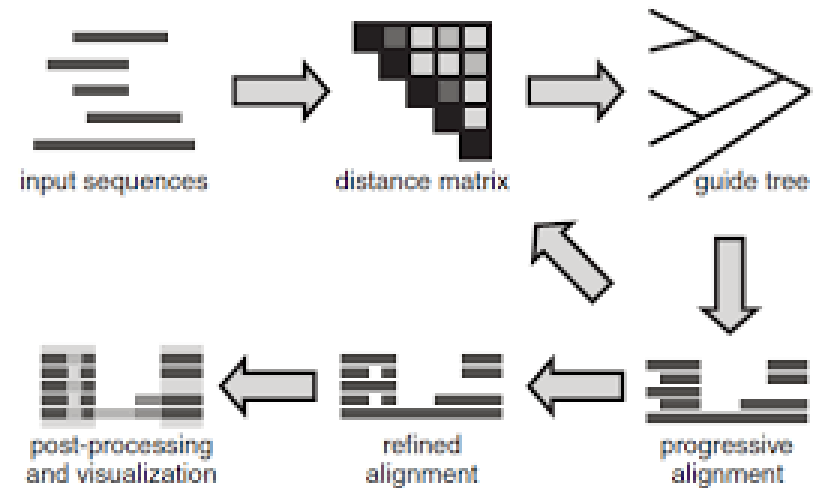 input sequences
distance matrix
guide tree
post-processing
and visualization
refined
alignment
progressive
alignment